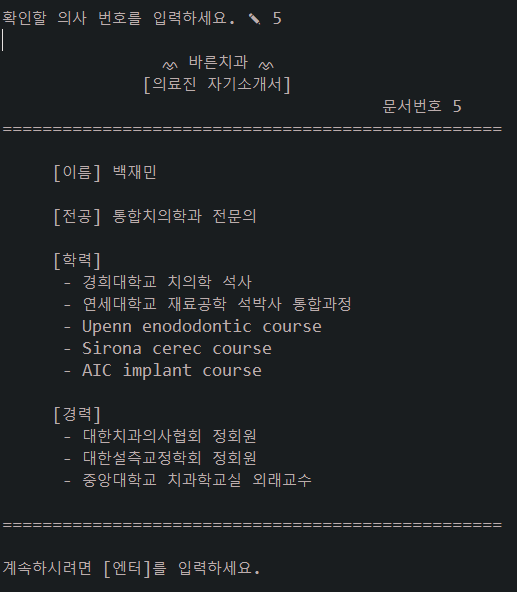 확인할 의사 번호를 입력하세요. ✎ 5
바른치과
[의료진 자기소개서]
문서번호 5
==================================================
[이름] 백재민
[전공] 통합치의학과 전문의
[학력]
- 경희대학교 치의학 석사
- 연세대학교 재료공학 석박사 통합과정
- Upenn enododontic course
- Sirona cerec course
- AIC implant course
[경력]
- 대한치과의사협회 정회원
- 대한설측교정학회 정회원
- 중앙대학교 치과학교실 외래교수
==================================================
계속하시려면 [엔터]를 입력하세요.